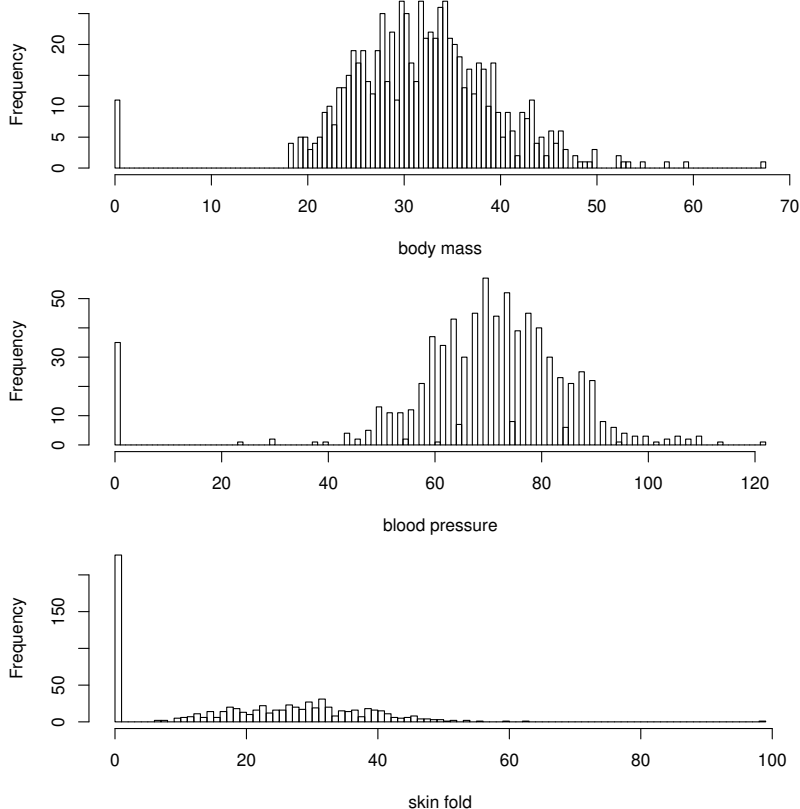 Frequency
0 5 10 20
0 10 20 30 40 50 60 70
body mass
Frequency
0 10 30 50
0 20 40 60 80 100 120
blood pressure
Frequency
0 50 150
0 20 40 60 80 100
skin fold